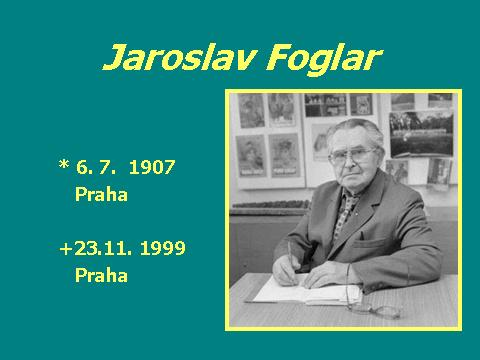 Jaroslav Foglar
* 6. 7. 1907
Praha
+23.11. 1999
Praha